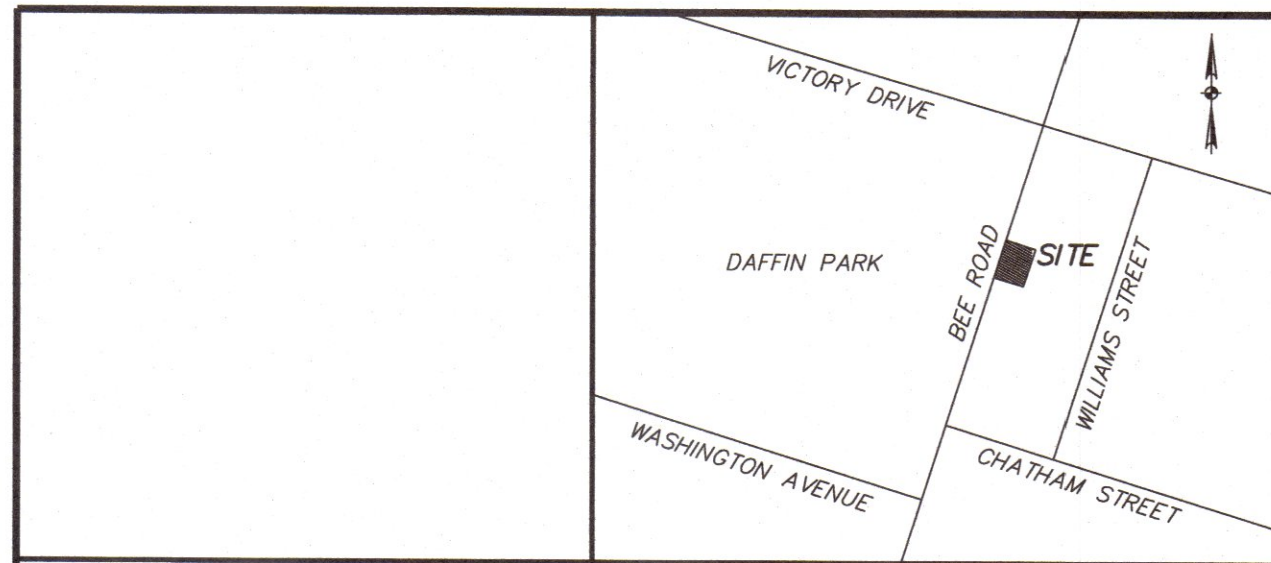 VICTORY DRIVE
DAFFIN PARK
BEE ROAD
SITE
WILLIAMS STREET
WASHINGTON AVENUE
CHATHAM STREET